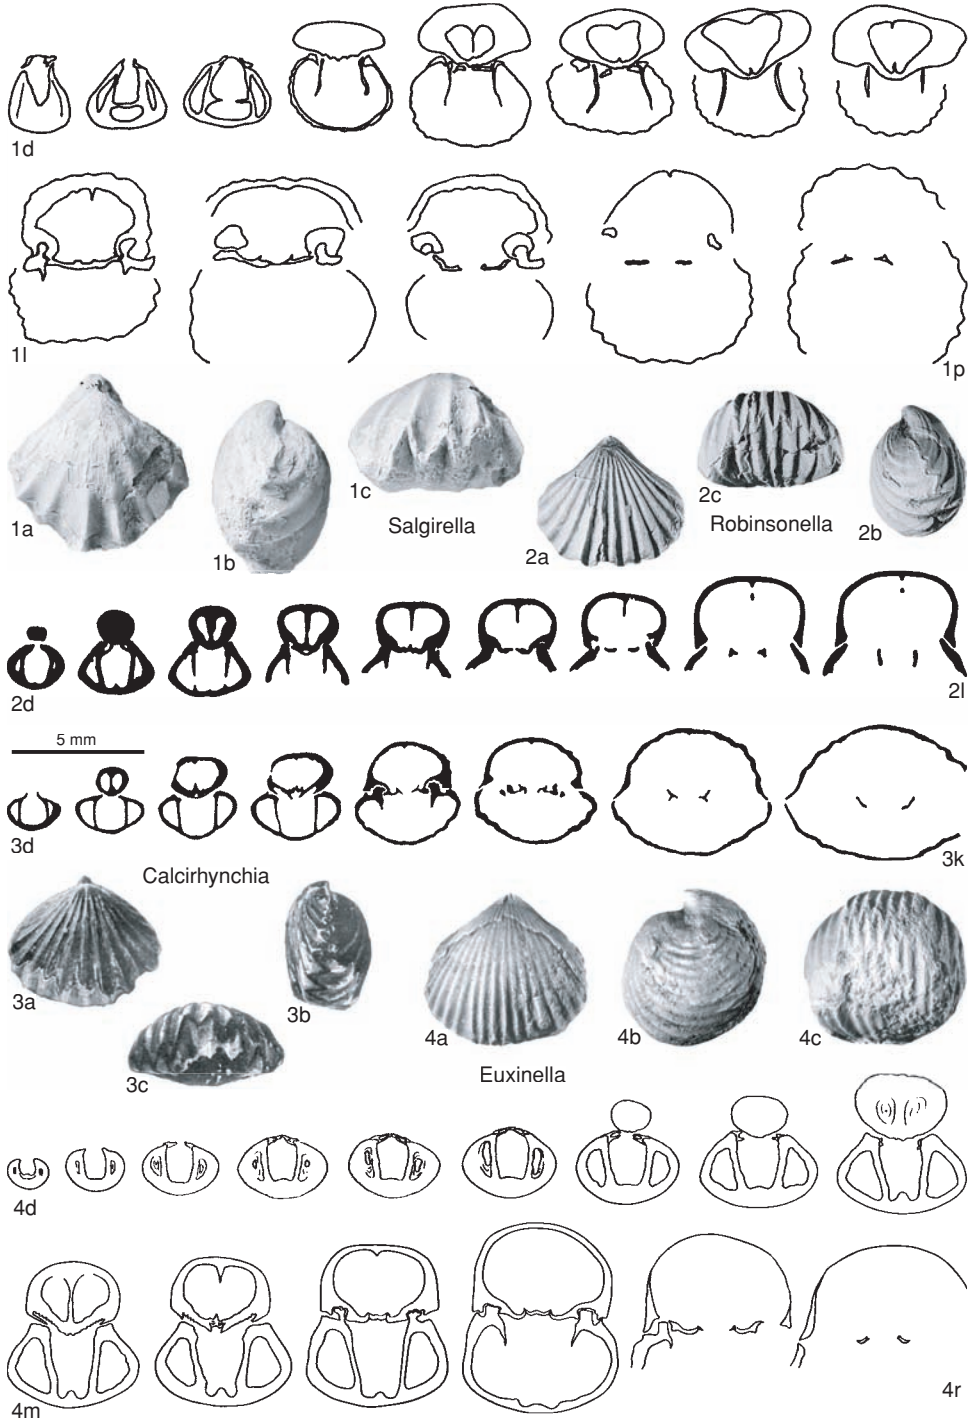 1d
1l
1p
1a
1b
1c
Salgirella
2a
2c
Robinsonella
2b
2d
2l
5 mm
3d
3k
Calcirhynchia
3a
3b
3c
4a
4b
4c
Euxinella
4d
4m
4r